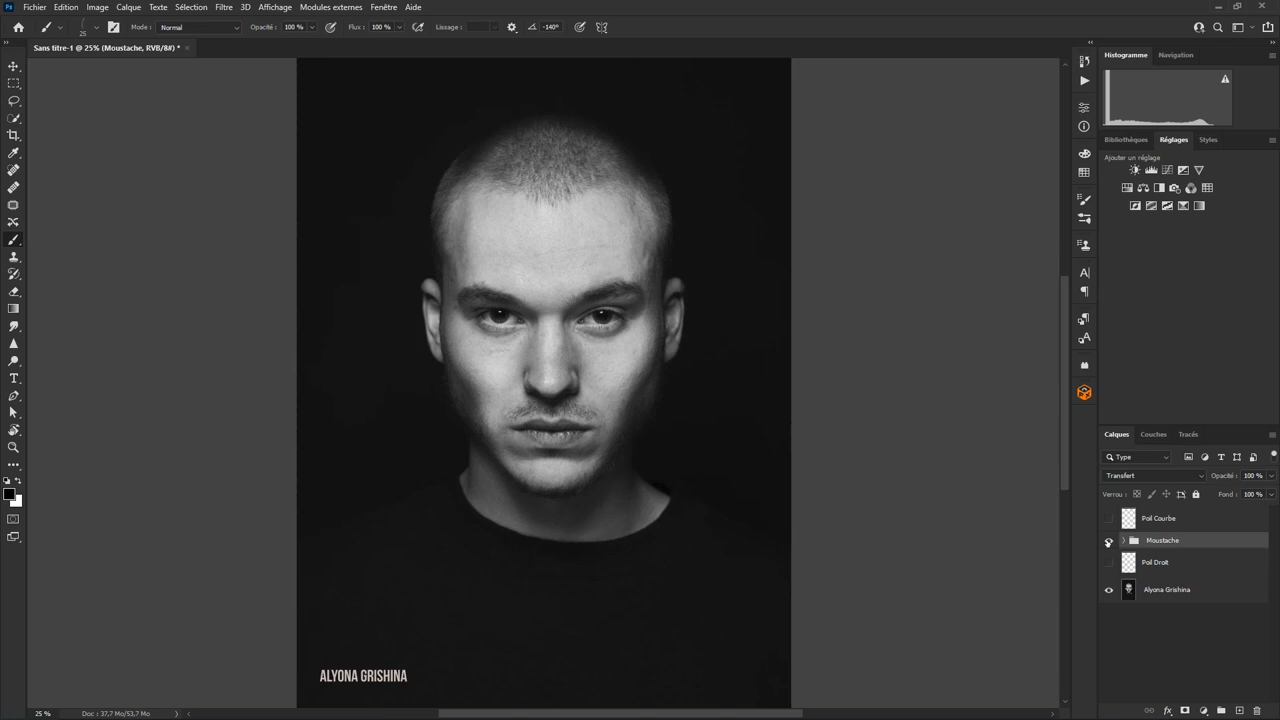 Ps Fichier Edition Image Calque Texte Sélection Filtre 3D Affichage Modules externes Fenêtre Aide
25 Mode : Normal Opacité : 100 % Flux : 100 % Lissage : -140°
Sans titre-1 @ 25% (Moustache, RVB/8#) * ×
Histogramme Navigation
Bibliothèques Réglages Styles
Ajouter un réglage
Calques Couches Tracés
Type
Transfert Opacité : 100 %
Verrou : Fond : 100 %
Poil Courbe
Moustache
Poil Droit
Alyona Grishina
ALYONA GRISHINA
25 % Doc : 37,7 Mo/53,7 Mo